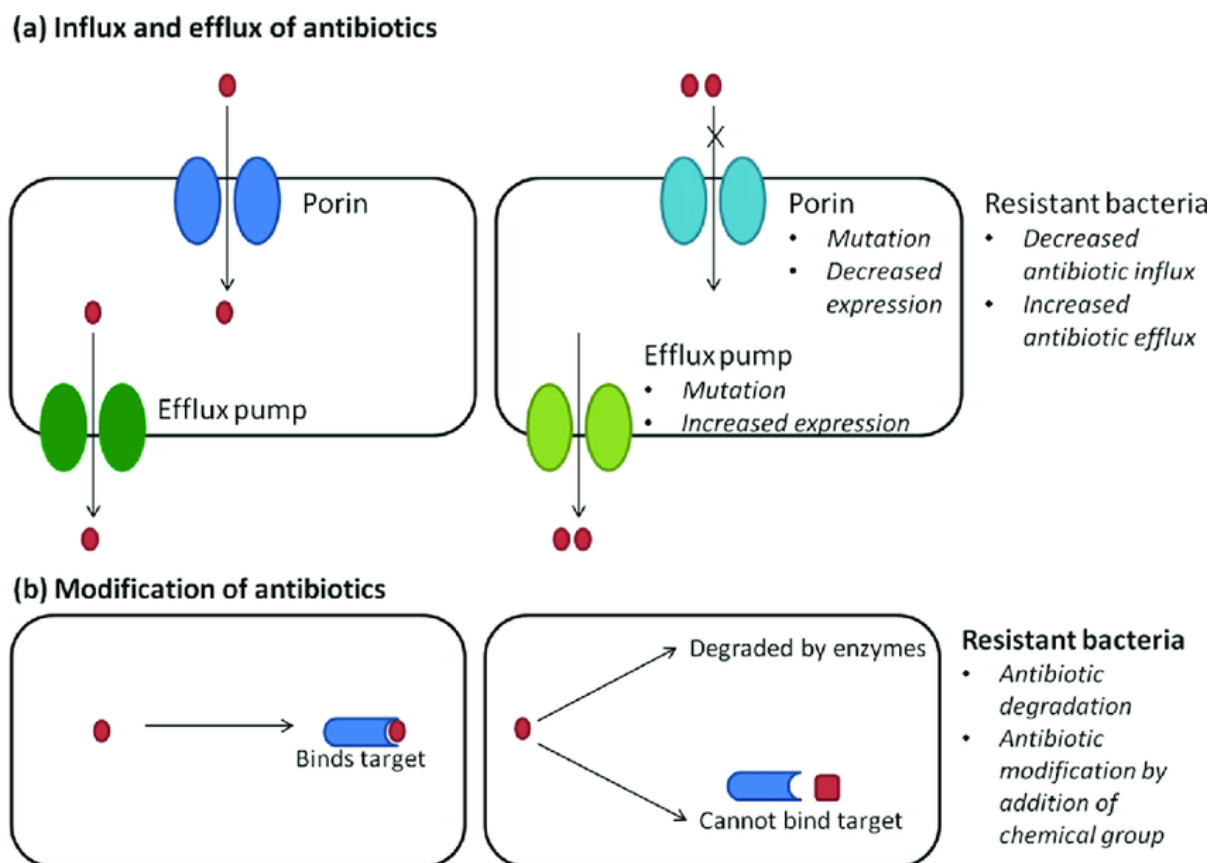 (a) Influx and efflux of antibiotics
Porin
Efflux pump
Porin
• Mutation
• Decreased
expression
Efflux pump
• Mutation
• Increased expression
Resistant bacteria
• Decreased
antibiotic influx
• Increased
antibiotic efflux
(b) Modification of antibiotics
Binds target
Degraded by enzymes
Cannot bind target
Resistant bacteria
• Antibiotic
degradation
• Antibiotic
modification by
addition of
chemical group